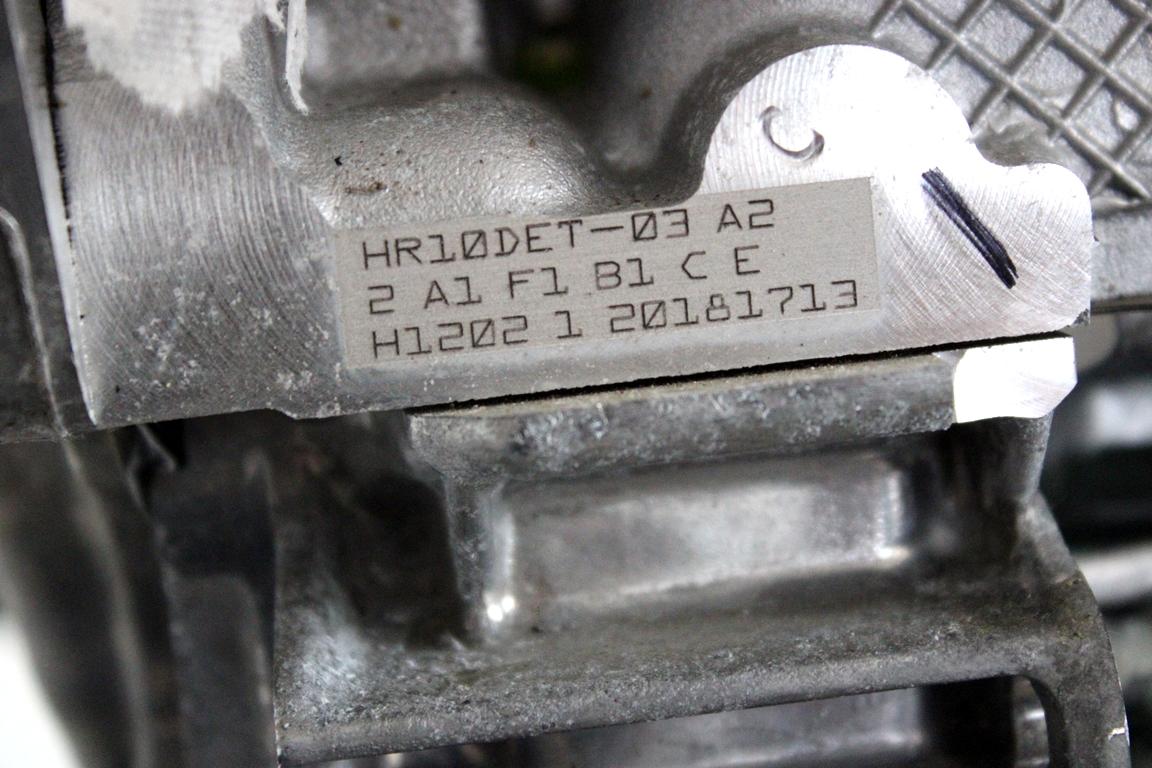 C
HR10DET-03 A2
2 A1 F1 B1 C E
H1202 1 20181713